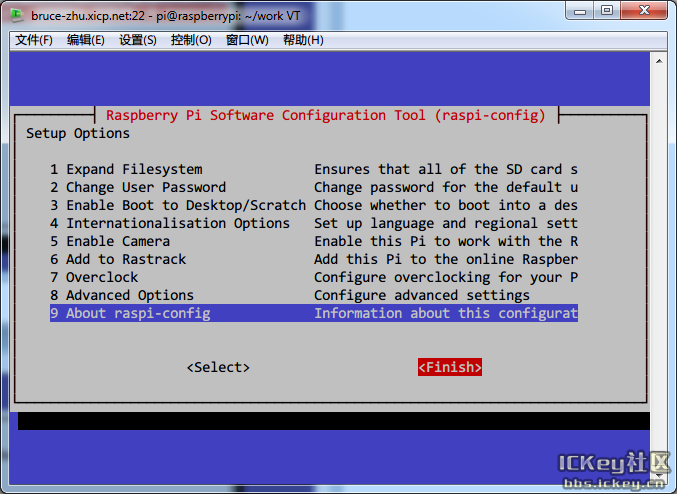 bruce-zhu.xicp.net:22 - pi@raspberrypi: ~/work VT
文件(F) 编辑(E) 设置(S) 控制(O) 窗口(W) 帮助(H)
Raspberry Pi Software Configuration Tool (raspi-config)
Setup Options
1 Expand Filesystem Ensures that all of the SD card s
2 Change User Password Change password for the default u
3 Enable Boot to Desktop/Scratch Choose whether to boot into a des
4 Internationalisation Options Set up language and regional sett
5 Enable Camera Enable this Pi to work with the R
6 Add to Rastrack Add this Pi to the online Raspber
7 Overclock Configure overclocking for your P
8 Advanced Options Configure advanced settings
9 About raspi-config Information about this configurat
<Select> <Finish>
ICKey社区
bbs.ickey.cn